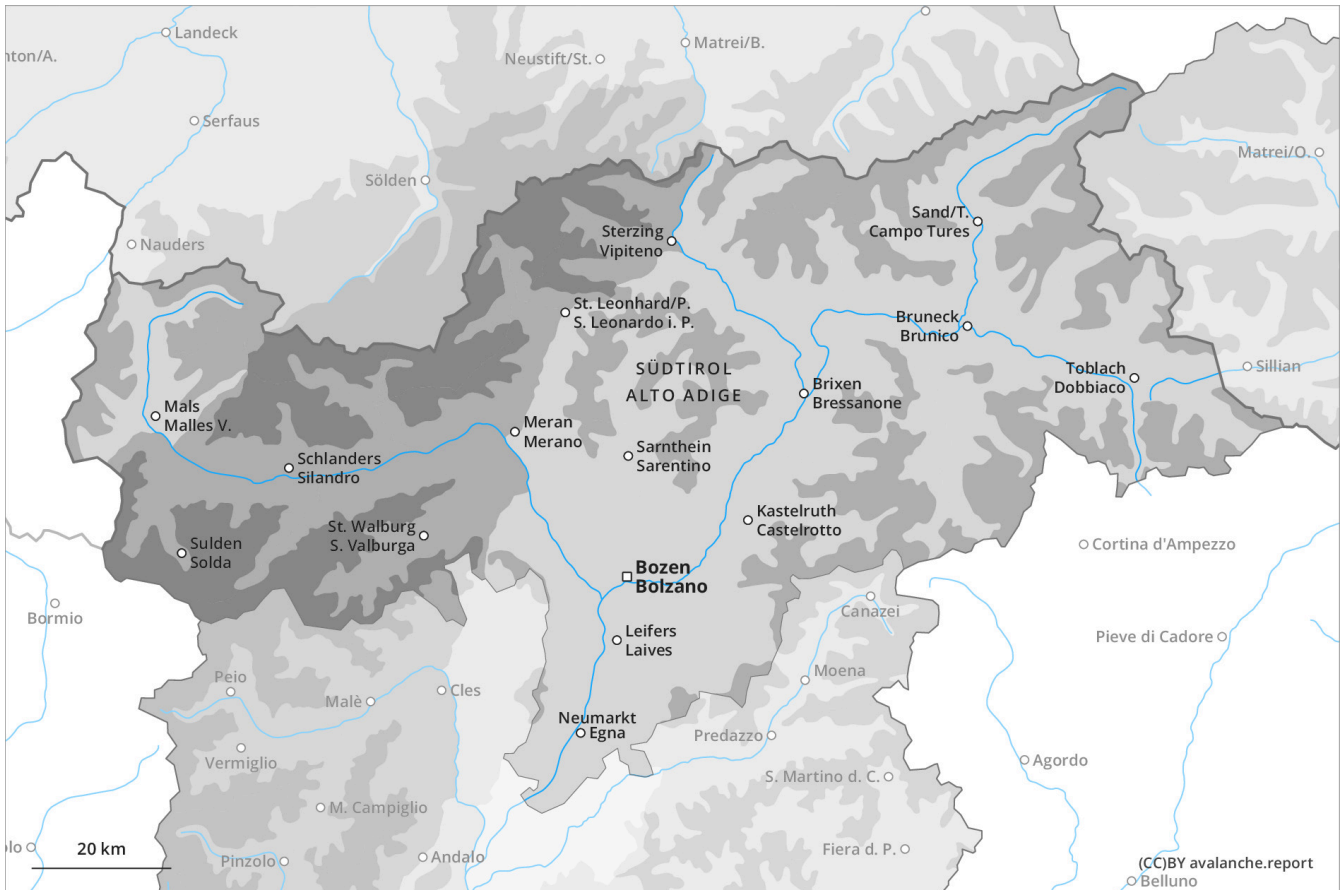 Landeck
nton/A.
Neustift/St.
Matrei/B.
Serfaus
Matrei/O.
Sölden
Sand/T.
Campo Tures
Sterzing
Vipiteno
Nauders
St. Leonhard/P.
S. Leonardo i. P.
Bruneck
Brunico
SÜDTIROL
ALTO ADIGE
Toblach
Dobbiaco
Sillian
Brixen
Bressanone
Mals
Malles V.
Meran
Merano
Schlanders
Silandro
Sarnthein
Sarentino
St. Walburg
S. Valburga
Kastelruth
Castelrotto
Sulden
Solda
Cortina d'Ampezzo
Bozen
Bolzano
Bormio
Canazei
Leifers
Laives
Pieve di Cadore
Peio
Moena
Malè
Cles
Neumarkt
Egna
Predazzo
Vermiglio
Agordo
S. Martino d. C.
M. Campiglio
olo
20 km
Pinzolo
Andalo
Fiera d. P.
(CC)BY avalanche.report
Belluno